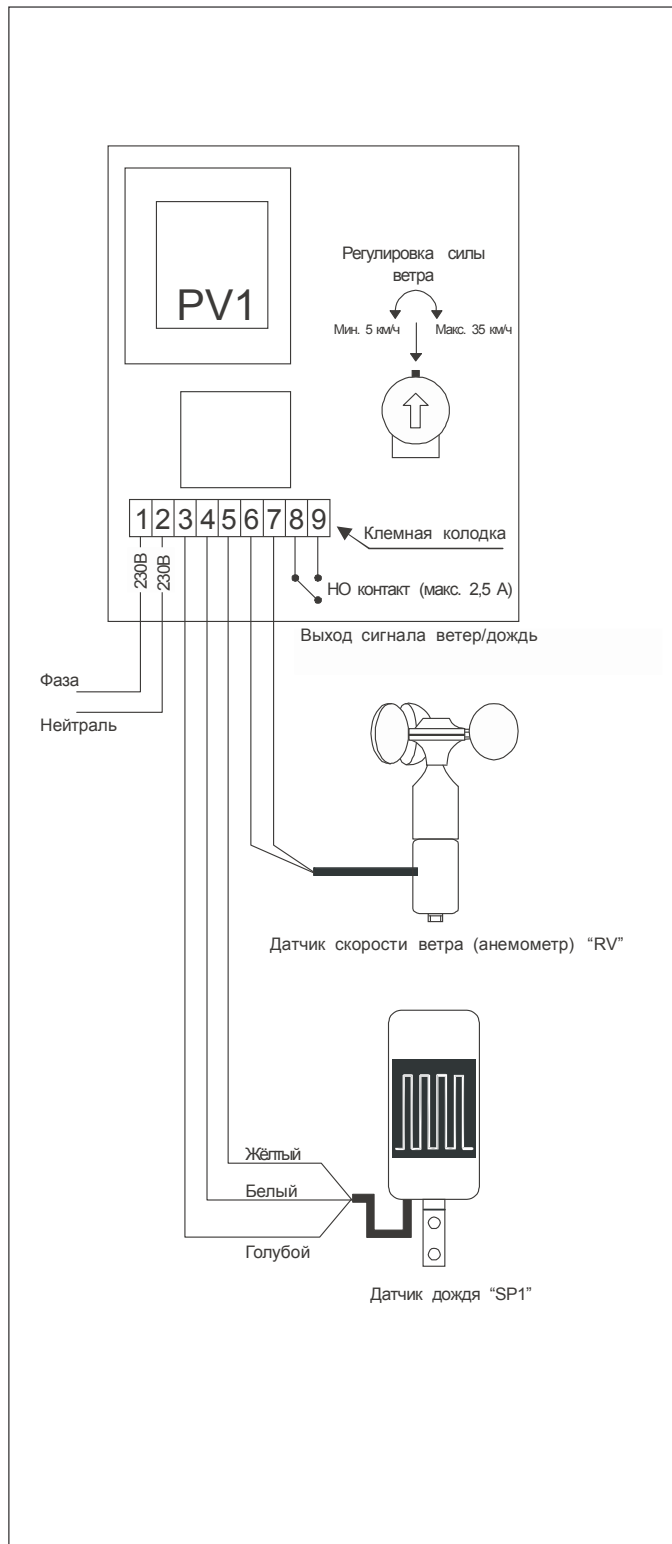 PV1
Регулировка силы
ветра
Мин. 5 км/ч Макс. 35 км/ч
1 2 3 4 5 6 7 8 9
Клемная колодка
230В
230В
НО контакт (макс. 2,5 А)
Выход сигнала ветер/дождь
Фаза
Нейтраль
Датчик скорости ветра (анемометр) “RV”
Жёлтый
Белый
Голубой
Датчик дождя “SP1”